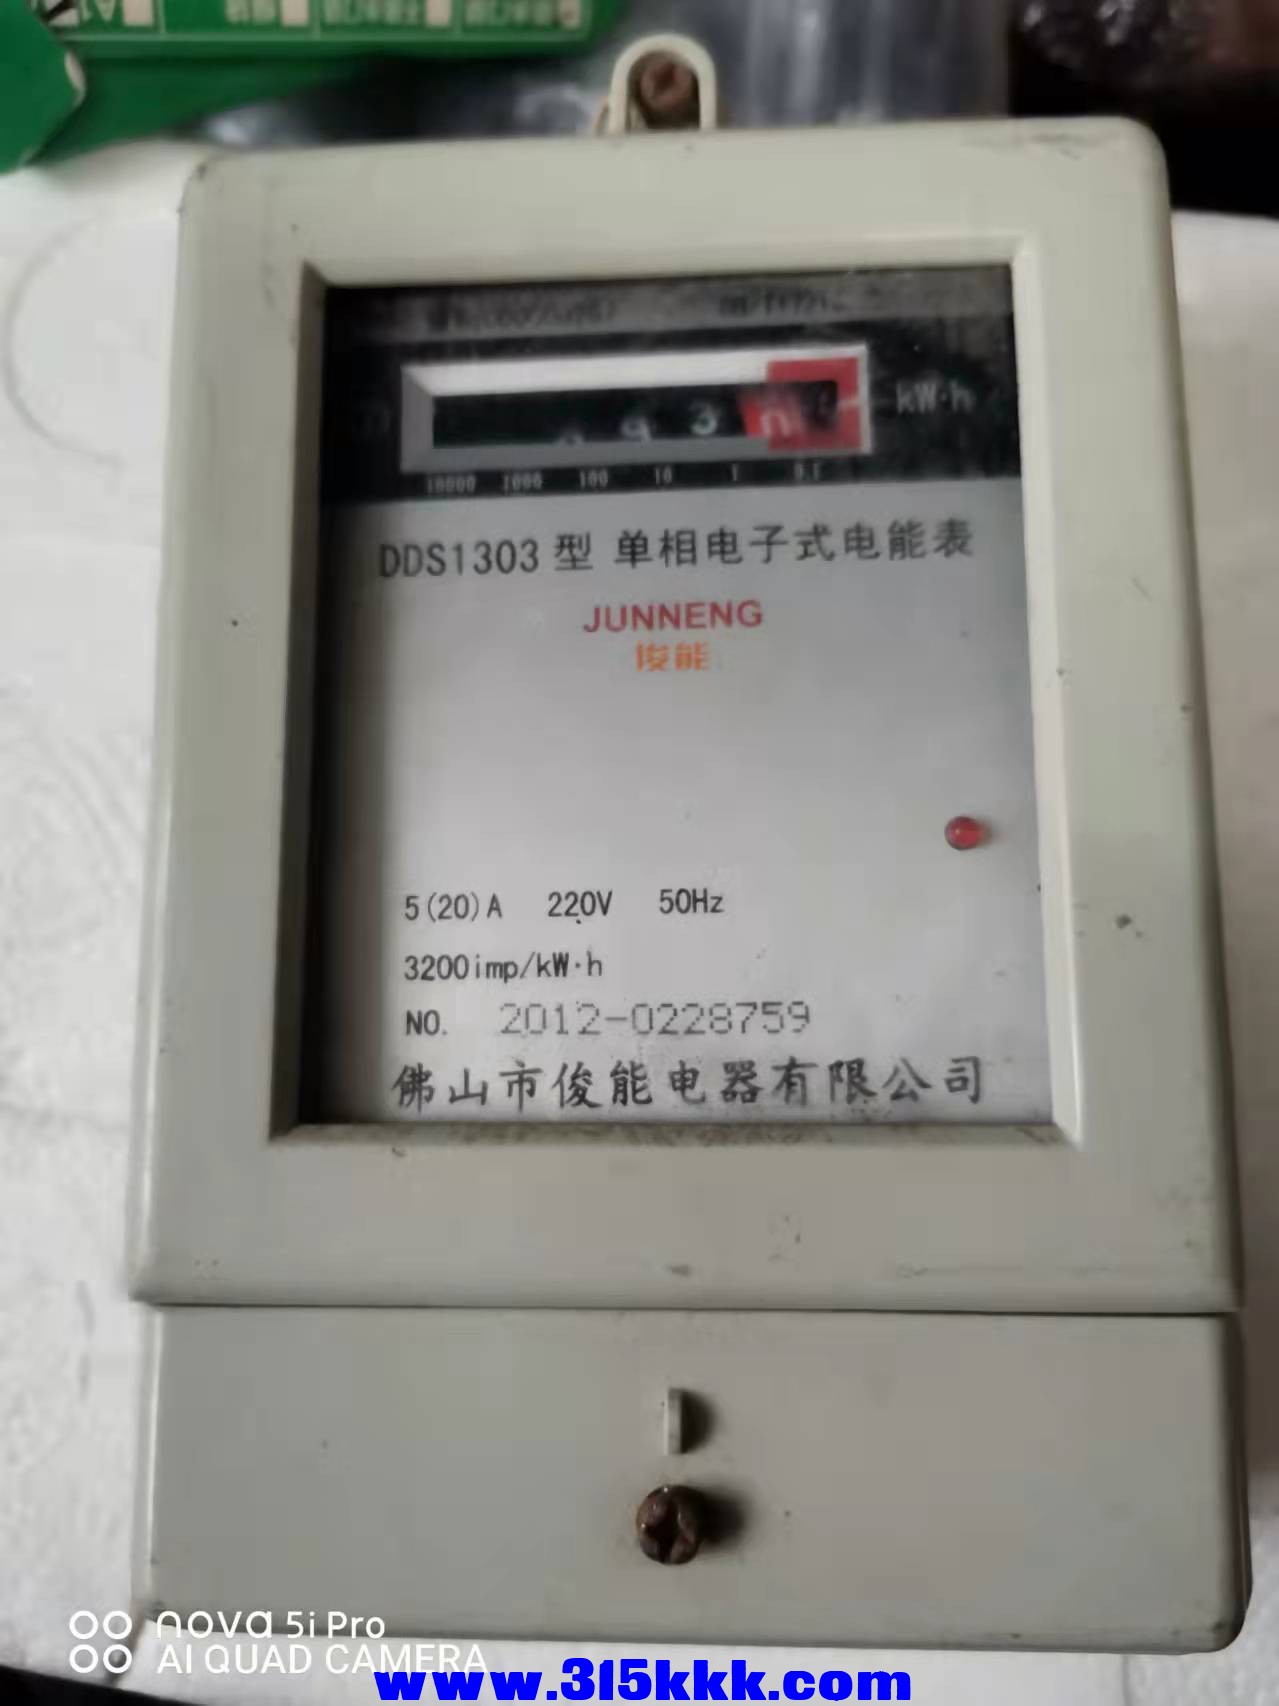 kW·h
10000 1000 100 10 1 0.1
DDS1303型 单相电子式电能表
JUNNENG
俊能
5(20)A 220V 50Hz
3200imp/kW·h
NO. 2012-0228759
佛山市俊能电器有限公司
nova 5i Pro
AI QUAD CAMERA
www.315kkk.com